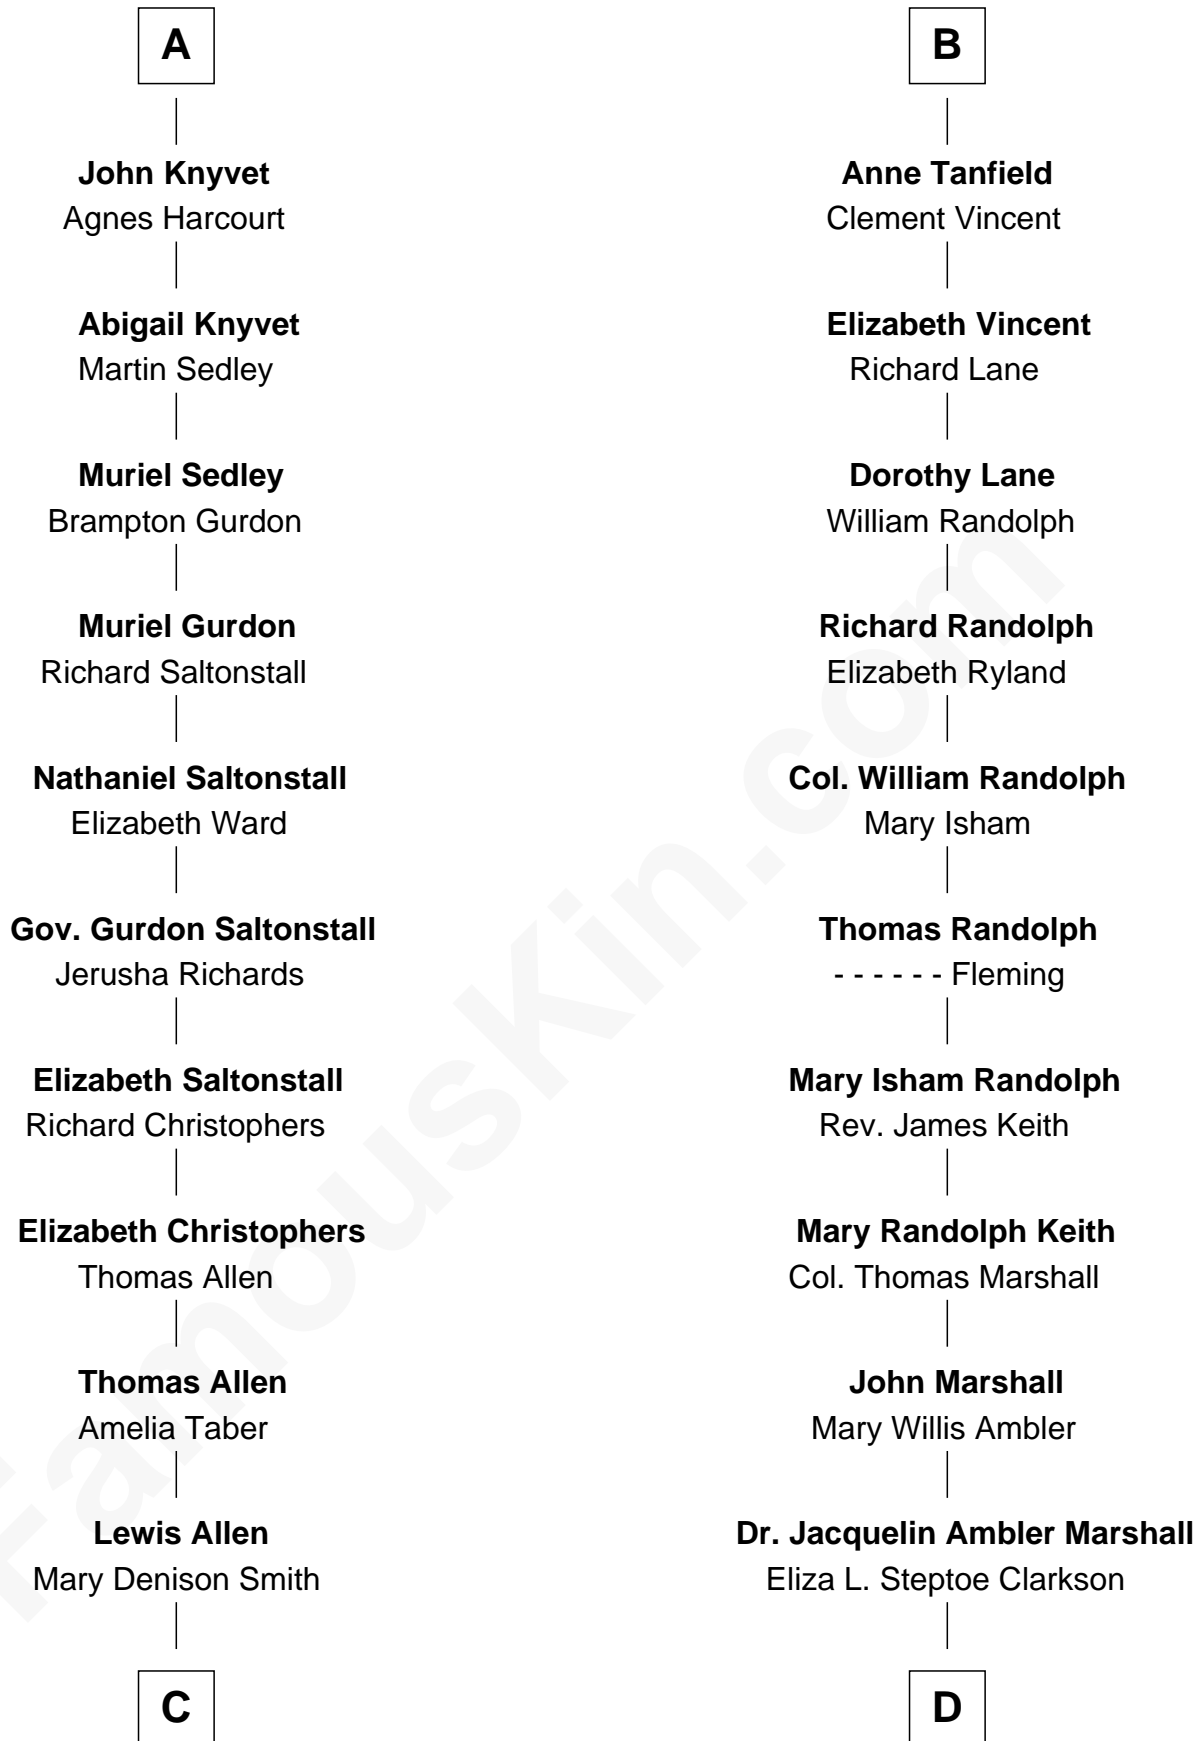 A
John Knyvet
Agnes Harcourt
Abigail Knyvet
Martin Sedley
Muriel Sedley
Brampton Gurdon
Muriel Gurdon
Richard Saltonstall
Nathaniel Saltonstall
Elizabeth Ward
Gov. Gurdon Saltonstall
Jerusha Richards
Elizabeth Saltonstall
Richard Christophers
Elizabeth Christophers
Thomas Allen
Thomas Allen
Amelia Taber
Lewis Allen
Mary Denison Smith
C
B
Anne Tanfield
Clement Vincent
Elizabeth Vincent
Richard Lane
Dorothy Lane
William Randolph
Richard Randolph
Elizabeth Ryland
Col. William Randolph
Mary Isham
Thomas Randolph
- - - - - - Fleming
Mary Isham Randolph
Rev. James Keith
Mary Randolph Keith
Col. Thomas Marshall
John Marshall
Mary Willis Ambler
Dr. Jacquelin Ambler Marshall
Eliza L. Steptoe Clarkson
D
FamousKin.com